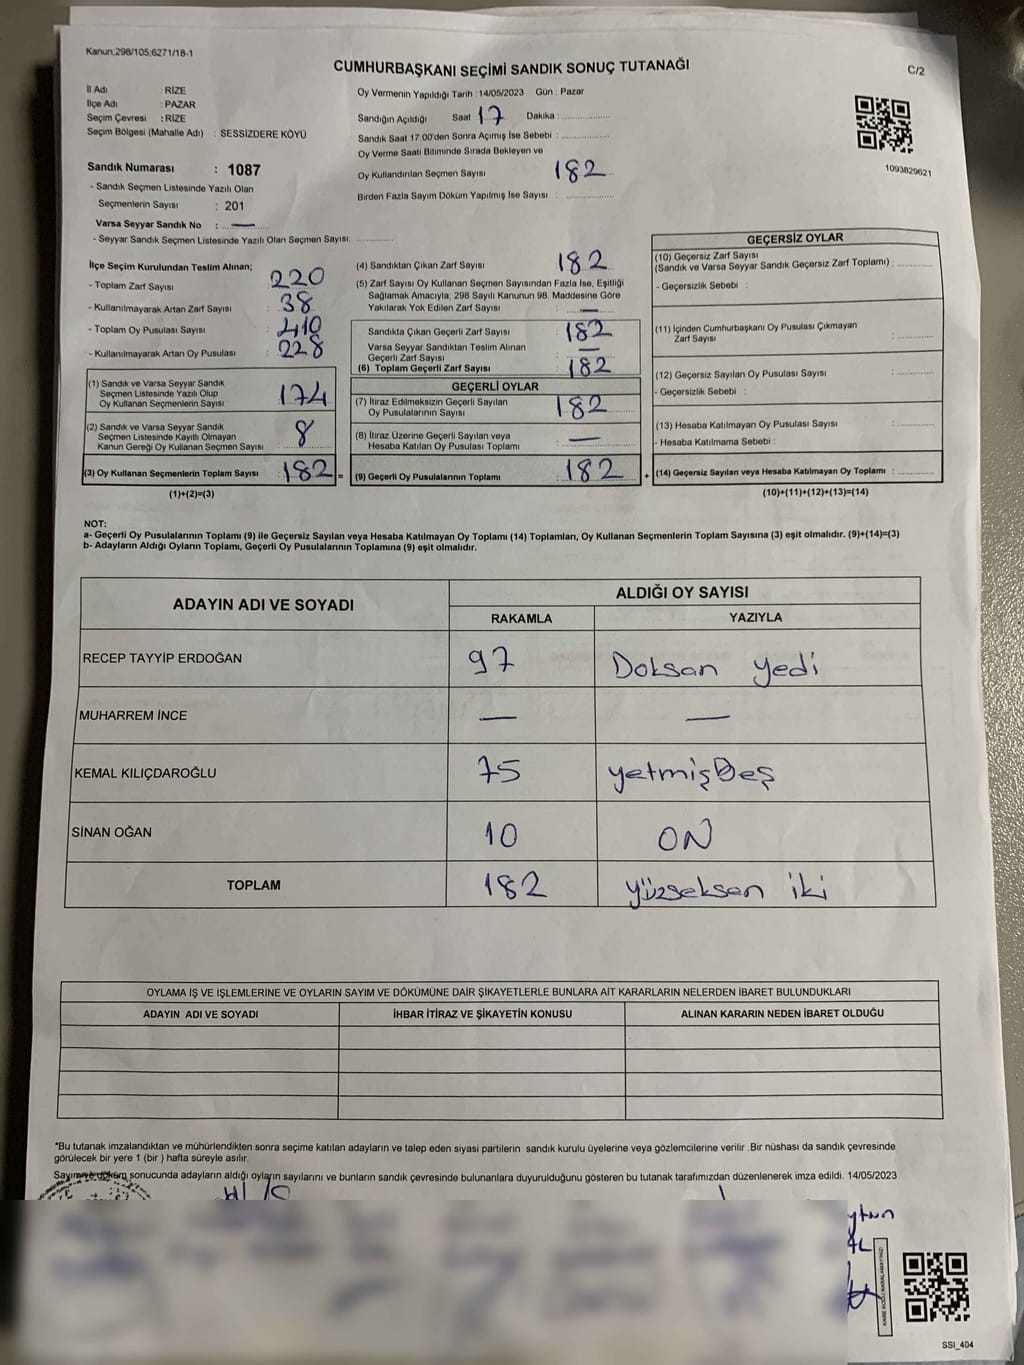 Kanun,298/105,6271/18-1
CUMHURBAŞKANI SEÇİMİ SANDIK SONUÇ TUTANAĞI
C/2
İl Adı : RİZE
İlçe Adı : PAZAR
Seçim Çevresi : RİZE
Seçim Bölgesi (Mahalle Adı) : SESSİZDERE KÖYÜ
Sandık Numarası : 1087
- Sandık Seçmen Listesinde Yazılı Olan
Seçmenlerin Sayısı : 201
Varsa Seyyar Sandık No : —
- Seyyar Sandık Seçmen Listesinde Yazılı Olan Seçmen Sayısı: ..............
Oy Vermenin Yapıldığı Tarih : 14/05/2023 Gün : Pazar
Sandığın Açıldığı Saat : 17 Dakika : ..............
Sandık Saat 17:00'den Sonra Açımış İse Sebebi : ..............
Oy Verme Saati Bitiminde Sırada Bekleyen ve
Oy Kullandırılan Seçmen Sayısı : 182
Birden Fazla Sayım Döküm Yapılmış İse Sayısı : ..............
1093829621
İlçe Seçim Kurulundan Teslim Alınan;
- Toplam Zarf Sayısı : 220
- Kullanılmayarak Artan Zarf Sayısı : 38
- Toplam Oy Pusulası Sayısı : 410
- Kullanılmayarak Artan Oy Pusulası : 228
(1) Sandık ve Varsa Seyyar Sandık
Seçmen Listesinde Yazılı Olup
Oy Kullanan Seçmenlerin Sayısı : 174
(2) Sandık ve Varsa Seyyar Sandık
Seçmen Listesinde Kayıtlı Olmayan
Kanun Gereği Oy Kullanan Seçmen Sayısı : 8
(3) Oy Kullanan Seçmenlerin Toplam Sayısı : 182 =
(1)+(2)=(3)
(4) Sandıktan Çıkan Zarf Sayısı : 182
(5) Zarf Sayısı Oy Kullanan Seçmen Sayısından Fazla İse, Eşitliği
Sağlamak Amacıyla; 298 Sayılı Kanunun 98. Maddesine Göre
Yakılarak Yok Edilen Zarf Sayısı : —
Sandıkta Çıkan Geçerli Zarf Sayısı : 182
Varsa Seyyar Sandıktan Teslim Alınan
Geçerli Zarf Sayısı : —
(6) Toplam Geçerli Zarf Sayısı : 182
GEÇERLİ OYLAR
(7) İtiraz Edilmeksizin Geçerli Sayılan
Oy Pusulalarının Sayısı : 182
(8) İtiraz Üzerine Geçerli Sayılan veya
Hesaba Katılan Oy Pusulası Toplamı : —
(9) Geçerli Oy Pusulalarının Toplamı : 182 +
GEÇERSİZ OYLAR
(10) Geçersiz Zarf Sayısı
(Sandık ve Varsa Seyyar Sandık Geçersiz Zarf Toplamı) : ..............
- Geçersizlik Sebebi :
(11) İçinden Cumhurbaşkanı Oy Pusulası Çıkmayan
Zarf Sayısı : ..............
(12) Geçersiz Sayılan Oy Pusulası Sayısı : ..............
- Geçersizlik Sebebi :
(13) Hesaba Katılmayan Oy Pusulası Sayısı : ..............
- Hesaba Katılmama Sebebi :
(14) Geçersiz Sayılan veya Hesaba Katılmayan Oy Toplamı : ..............
(10)+(11)+(12)+(13)=(14)
NOT:
a- Geçerli Oy Pusulalarının Toplamı (9) ile Geçersiz Sayılan veya Hesaba Katılmayan Oy Toplamı (14) Toplamları, Oy Kullanan Seçmenlerin Toplam Sayısına (3) eşit olmalıdır. (9)+(14)=(3)
b- Adayların Aldığı Oyların Toplamı, Geçerli Oy Pusulalarının Toplamına (9) eşit olmalıdır.
ADAYIN ADI VE SOYADI
ALDIĞI OY SAYISI
RAKAMLA YAZIYLA
RECEP TAYYİP ERDOĞAN 97 Doksan yedi
MUHARREM İNCE — —
KEMAL KILIÇDAROĞLU 75 yetmişBeş
SİNAN OĞAN 10 ON
TOPLAM 182 yüzseksen iki
OYLAMA İŞ VE İŞLEMLERİNE VE OYLARIN SAYIM VE DÖKÜMÜNE DAİR ŞİKAYETLERLE BUNLARA AİT KARARLARIN NELERDEN İBARET BULUNDUKLARI
ADAYIN ADI VE SOYADI İHBAR İTİRAZ VE ŞİKAYETİN KONUSU ALINAN KARARIN NEDEN İBARET OLDUĞU
*Bu tutanak imzalandıktan ve mühürlendikten sonra seçime katılan adayların ve talep eden siyasi partilerin sandık kurulu üyelerine veya gözlemcilerine verilir .Bir nüshası da sandık çevresinde
görülecek bir yere 1 (bir ) hafta süreyle asılır.
Sayım ve döküm sonucunda adayların aldığı oyların sayılarını ve bunların sandık çevresinde bulunanlara duyurulduğunu gösteren bu tutanak tarafımızdan düzenlenerek imza edildi. 14/05/2023
KARE KODU KARALAMAYINIZ!
SSI_404